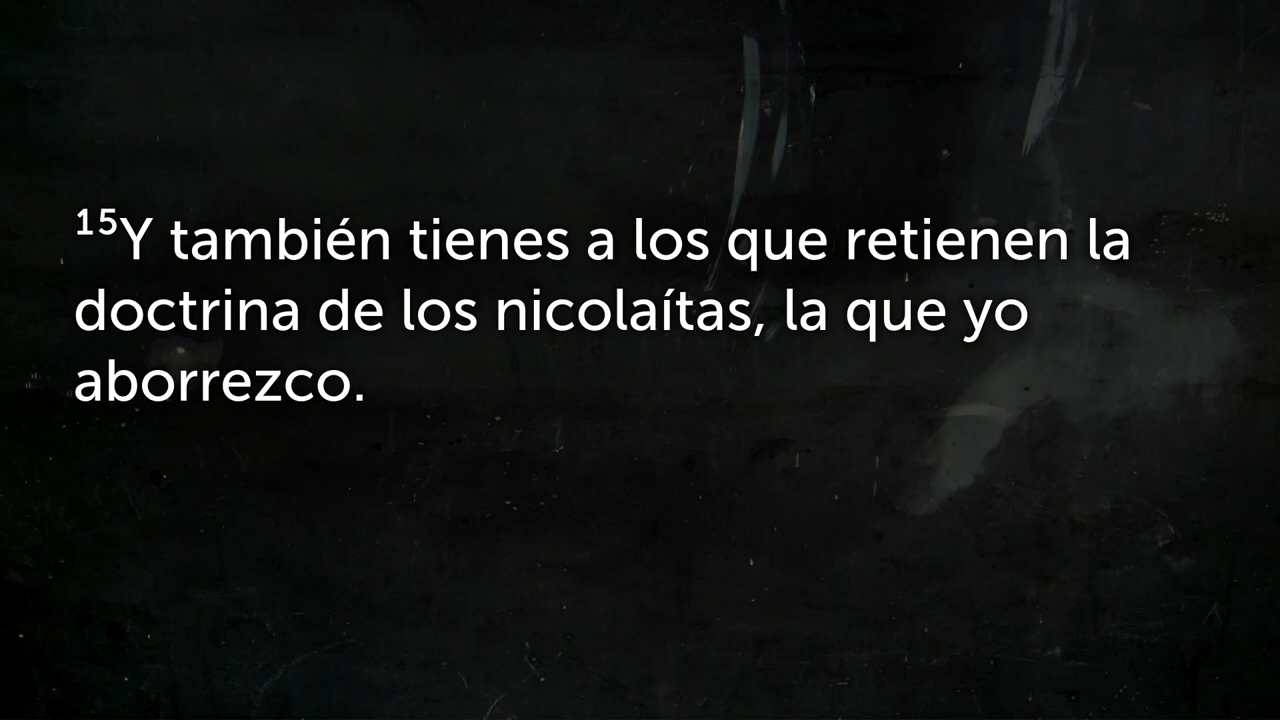 ¹⁵Y también tienes a los que retienen la
doctrina de los nicolaítas, la que yo
aborrezco.